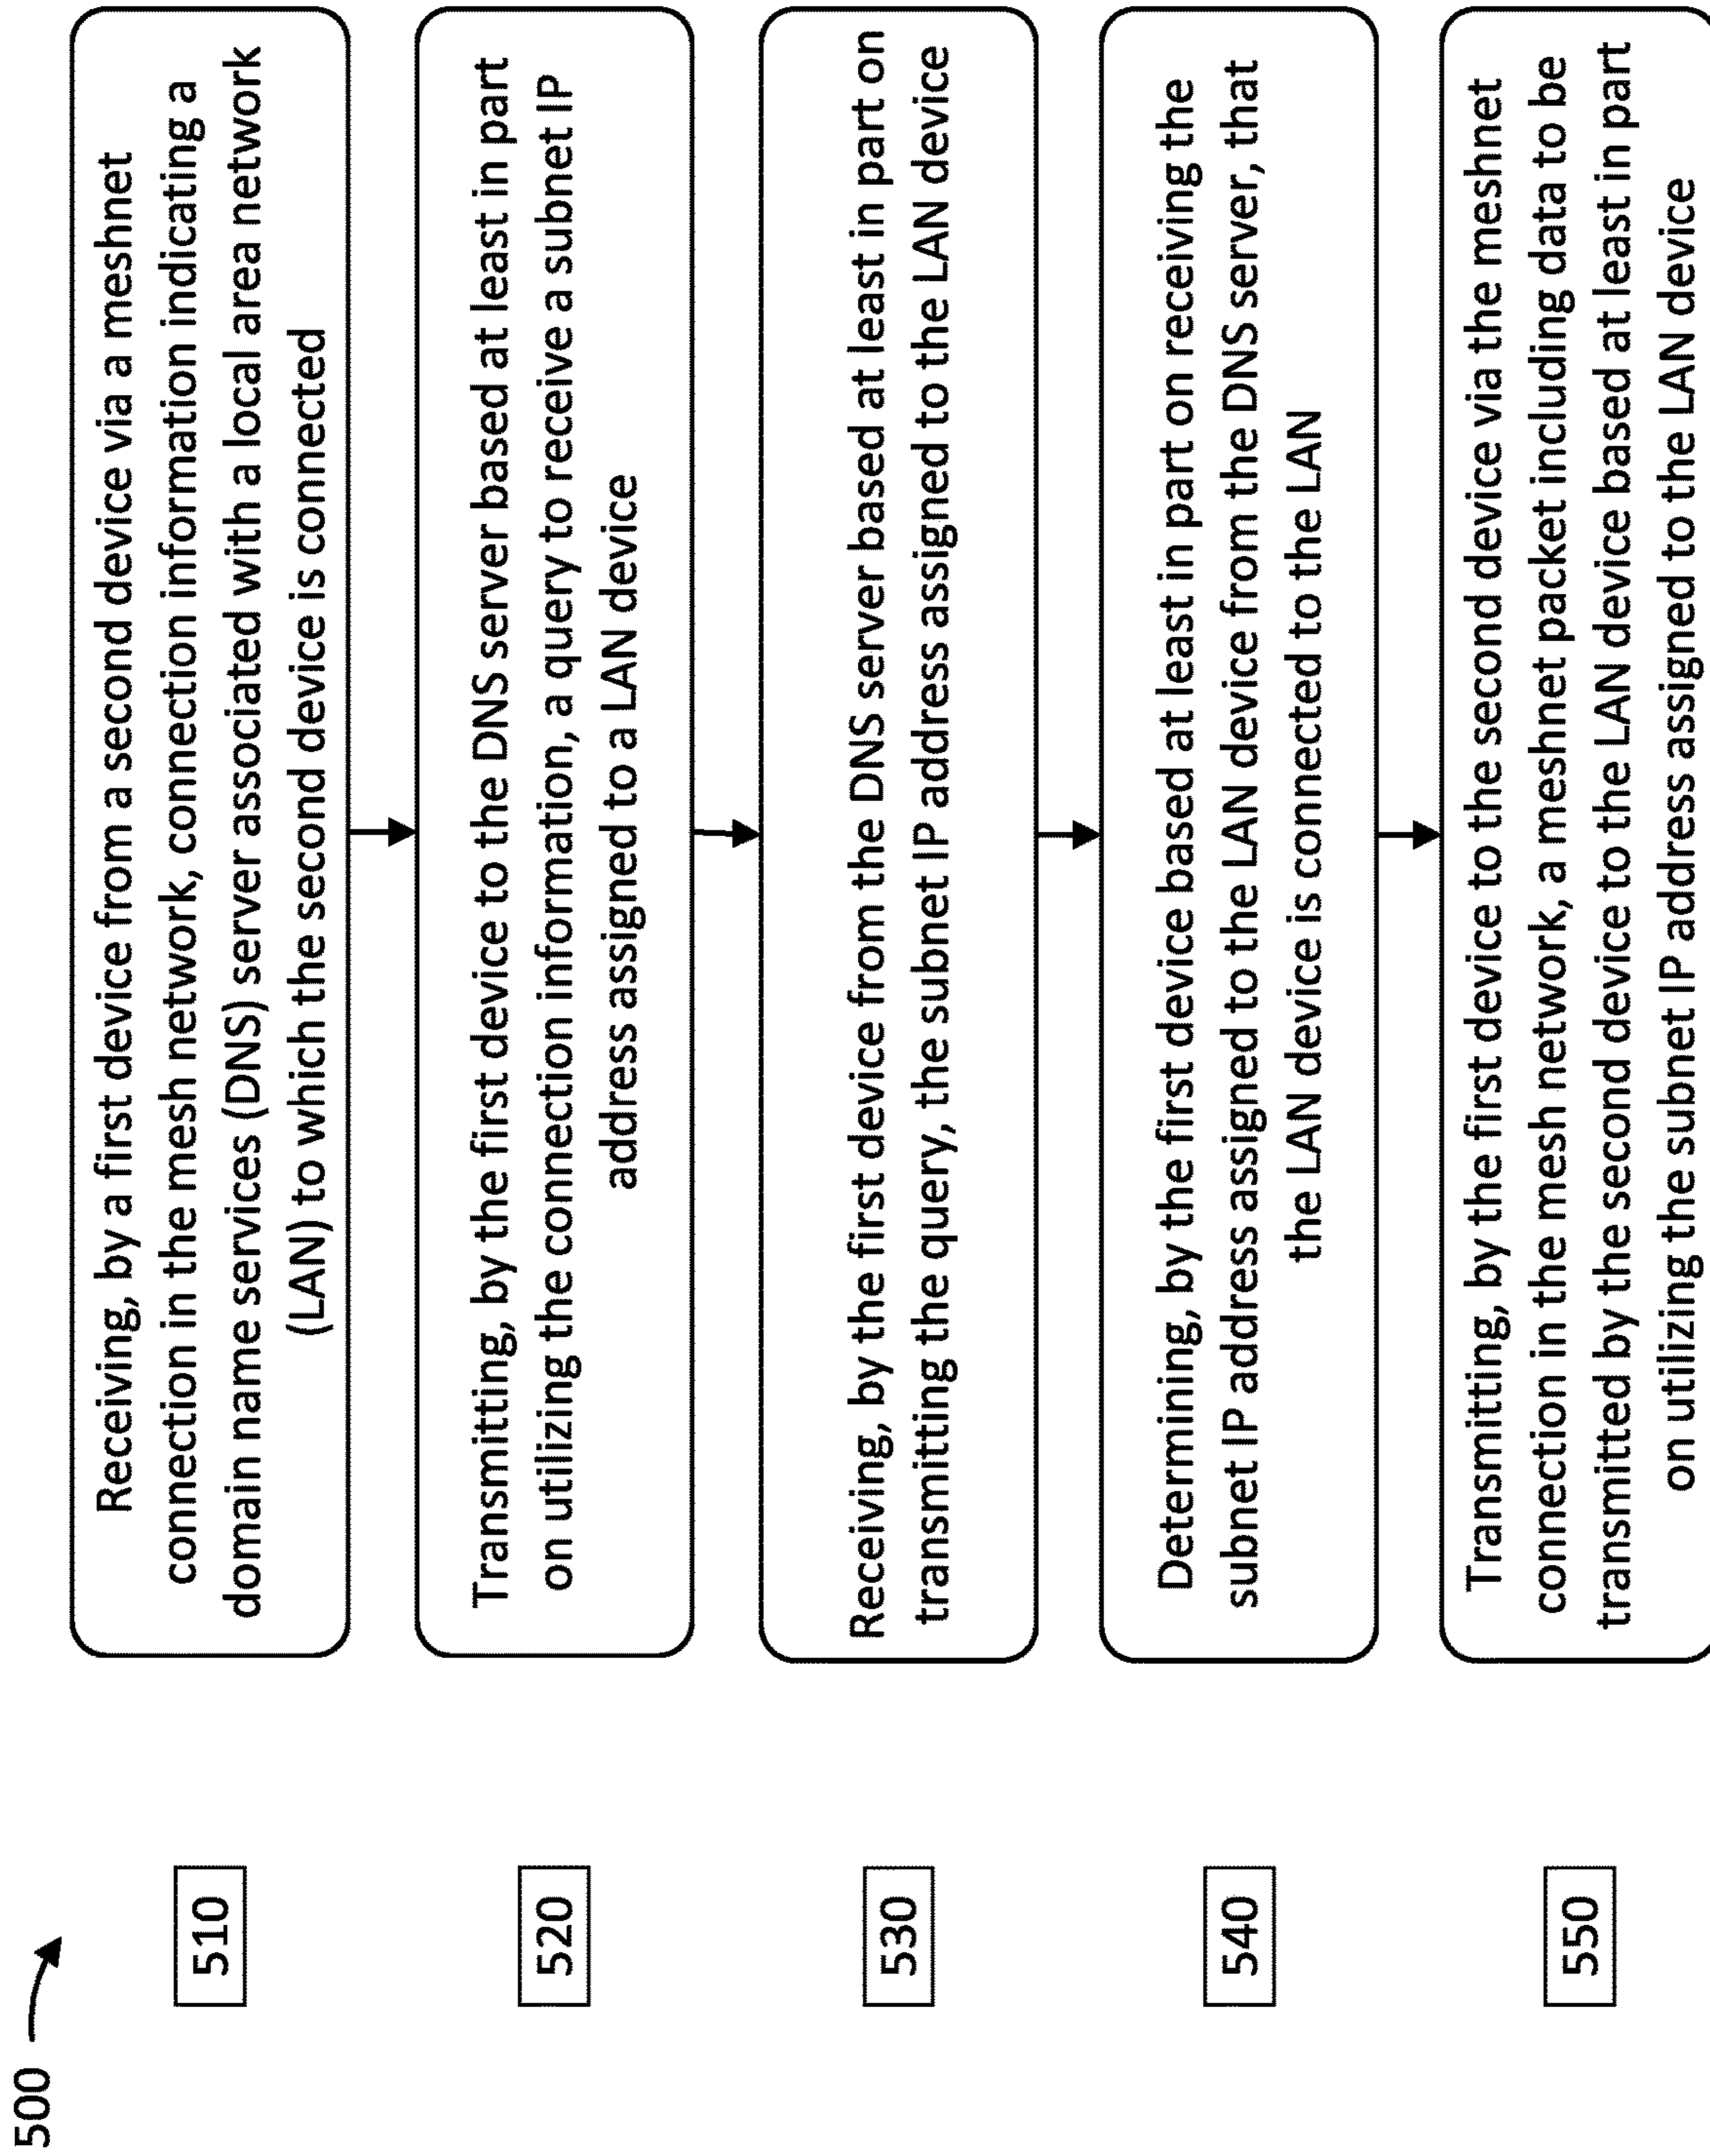 500
510
Receiving, by a first device from a second device via a meshnet
connection in the mesh network, connection information indicating a
domain name services (DNS) server associated with a local area network
(LAN) to which the second device is connected
520
Transmitting, by the first device to the DNS server based at least in part
on utilizing the connection information, a query to receive a subnet IP
address assigned to a LAN device
530
Receiving, by the first device from the DNS server based at least in part on
transmitting the query, the subnet IP address assigned to the LAN device
540
Determining, by the first device based at least in part on receiving the
subnet IP address assigned to the LAN device from the DNS server, that
the LAN device is connected to the LAN
550
Transmitting, by the first device to the second device via the meshnet
connection in the mesh network, a meshnet packet including data to be
transmitted by the second device to the LAN device based at least in part
on utilizing the subnet IP address assigned to the LAN device